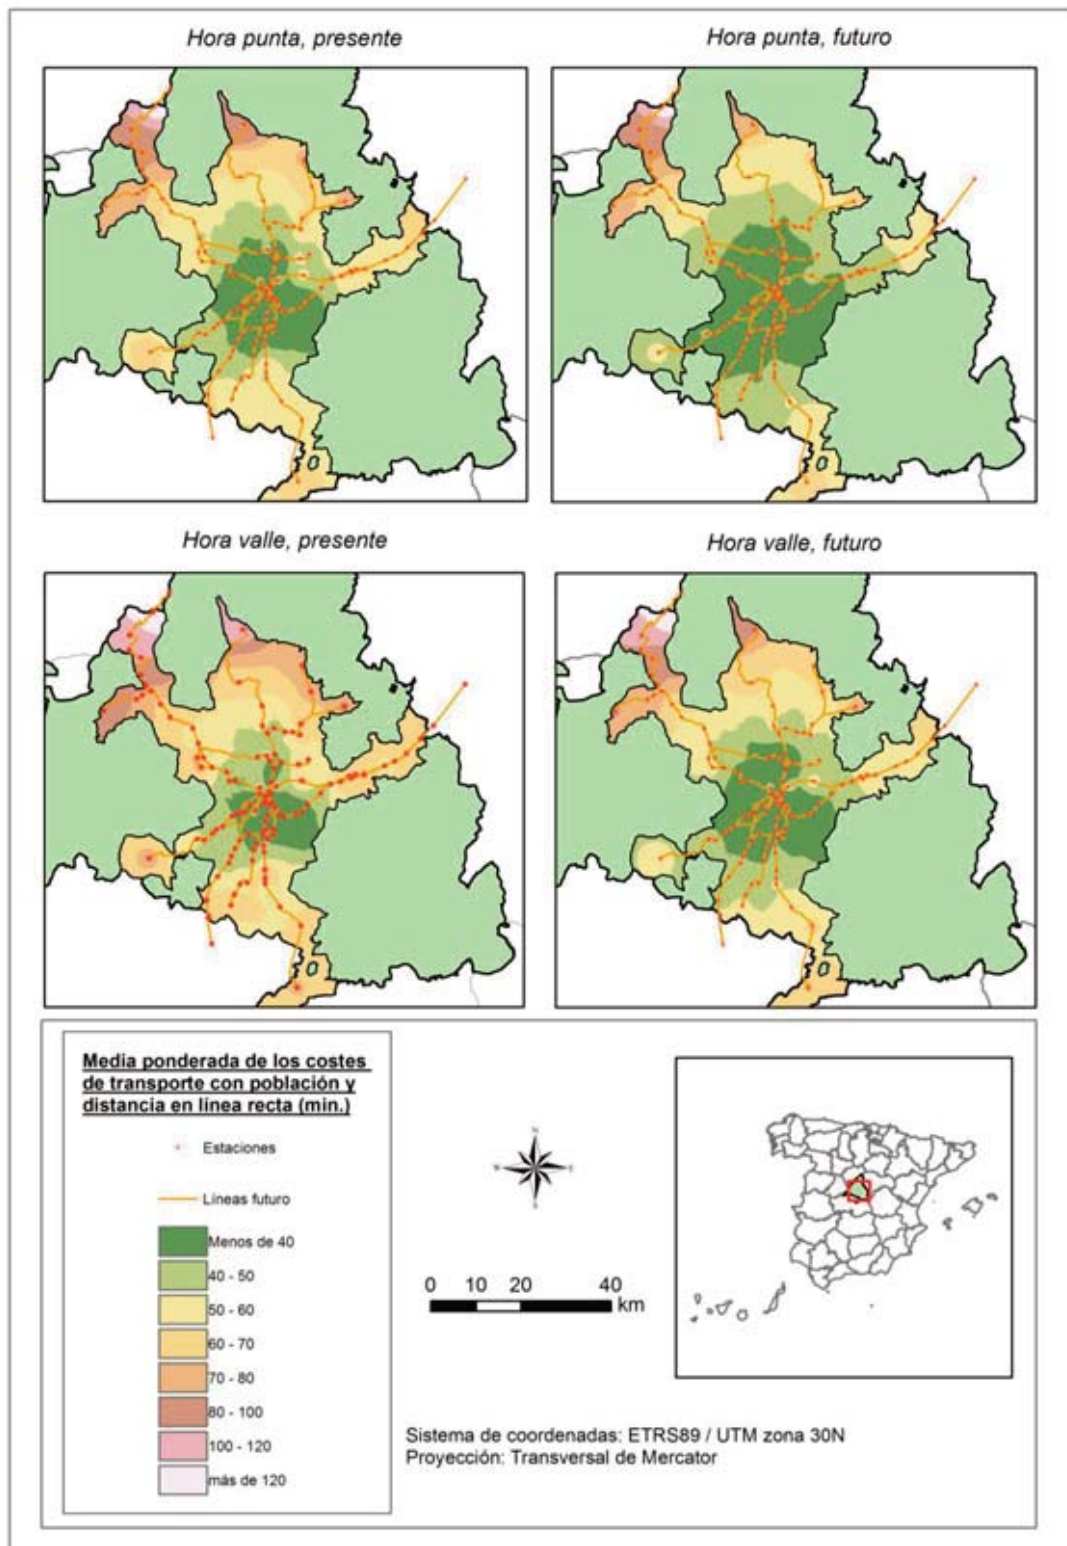 Hora punta, presente
Hora punta, futuro
Hora valle, presente
Hora valle, futuro
Media ponderada de los costes
de transporte con población y
distancia en línea recta (min.)
Estaciones
Líneas futuro
Menos de 40
40 - 50
50 - 60
60 - 70
70 - 80
80 - 100
100 - 120
más de 120
N
S
0 10 20 40
km
Sistema de coordenadas: ETRS89 / UTM zona 30N
Proyección: Transversal de Mercator